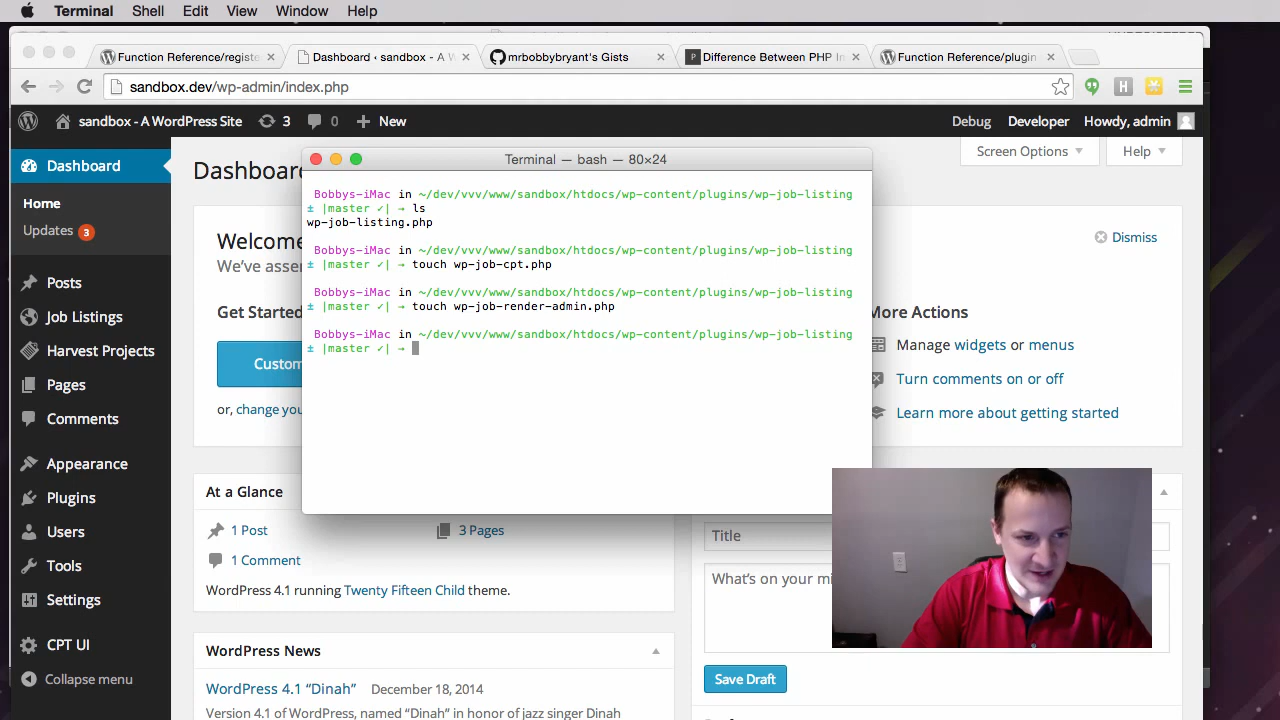 Terminal Shell Edit View Window Help
Function Reference/registe
Dashboard ‹ sandbox - A W
mrbobbybryant's Gists
Difference Between PHP In
Function Reference/plugin
sandbox.dev/wp-admin/index.php
H
sandbox - A WordPress Site 3 0 New Debug Developer Howdy, admin
Dashboard
Home
Updates 3
Posts
Job Listings
Harvest Projects
Pages
Comments
Appearance
Plugins
Users
Tools
Settings
CPT UI
Collapse menu
Screen Options Help
Terminal — bash — 80×24
Bobbys-iMac in ~/dev/vvv/www/sandbox/htdocs/wp-content/plugins/wp-job-listing
± |master ✓| → ls
wp-job-listing.php
Bobbys-iMac in ~/dev/vvv/www/sandbox/htdocs/wp-content/plugins/wp-job-listing
± |master ✓| → touch wp-job-cpt.php
Bobbys-iMac in ~/dev/vvv/www/sandbox/htdocs/wp-content/plugins/wp-job-listing
± |master ✓| → touch wp-job-render-admin.php
Bobbys-iMac in ~/dev/vvv/www/sandbox/htdocs/wp-content/plugins/wp-job-listing
± |master ✓| →
Dashboard
Welcome
We've asse
Dismiss
Get Started
Custom
or, change you
More Actions
Manage widgets or menus
Turn comments on or off
Learn more about getting started
At a Glance
1 Post 3 Pages
1 Comment
WordPress 4.1 running Twenty Fifteen Child theme.
WordPress News
WordPress 4.1 “Dinah” December 18, 2014
Version 4.1 of WordPress, named “Dinah” in honor of jazz singer Dinah
Title
What's on your mi
Save Draft